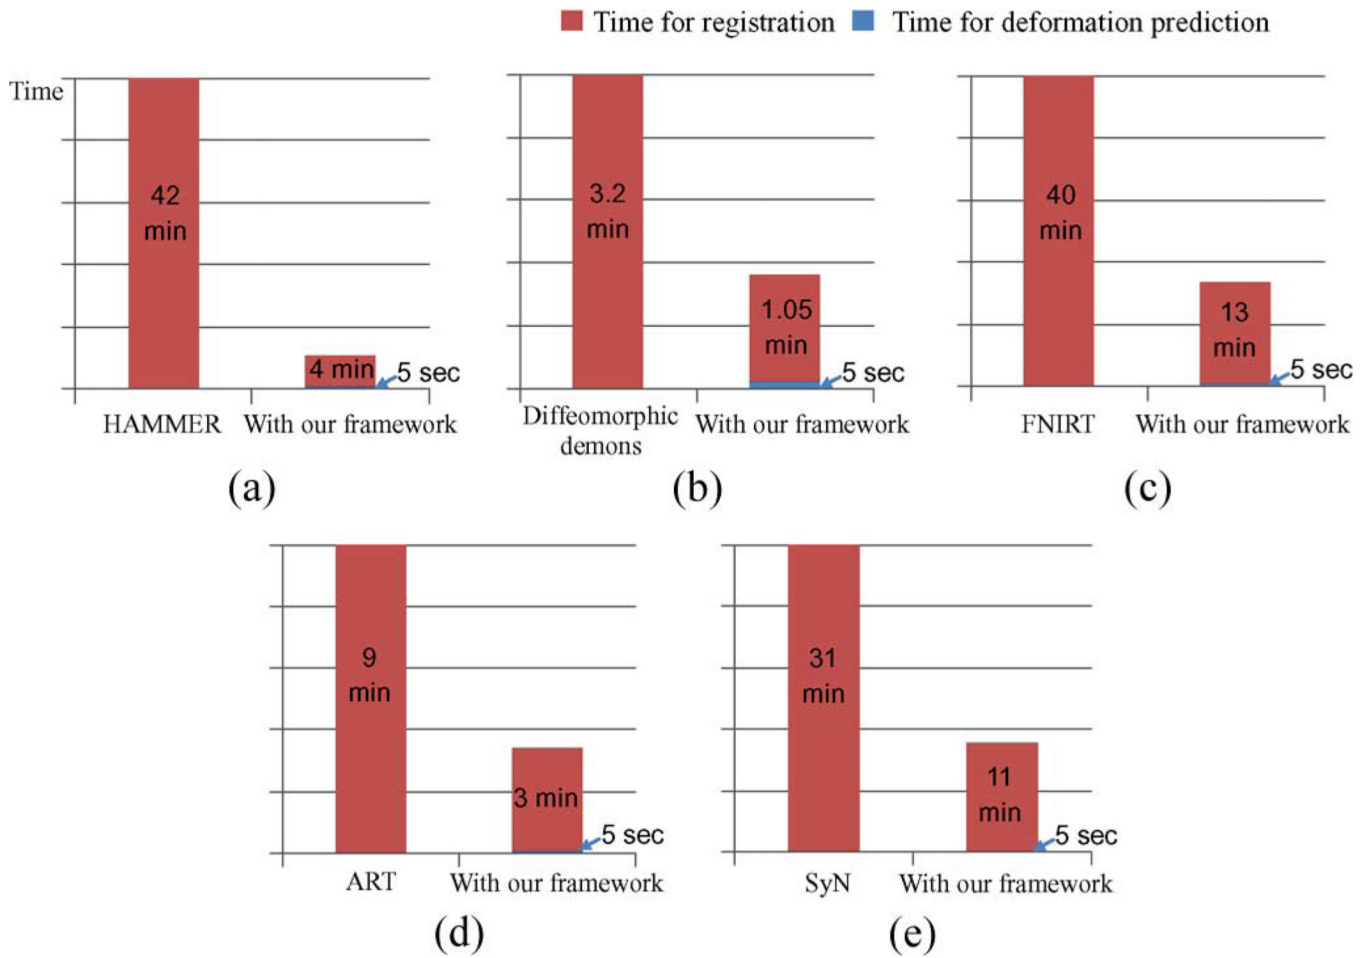 Time for registration Time for deformation prediction
Time
42
min
4 min
5 sec
HAMMER With our framework
(a)
3.2
min
1.05
min
5 sec
Diffeomorphic
demons
With our framework
(b)
40
min
13
min
5 sec
FNIRT With our framework
(c)
9
min
3 min
5 sec
ART With our framework
(d)
31
min
11
min
5 sec
SyN With our framework
(e)